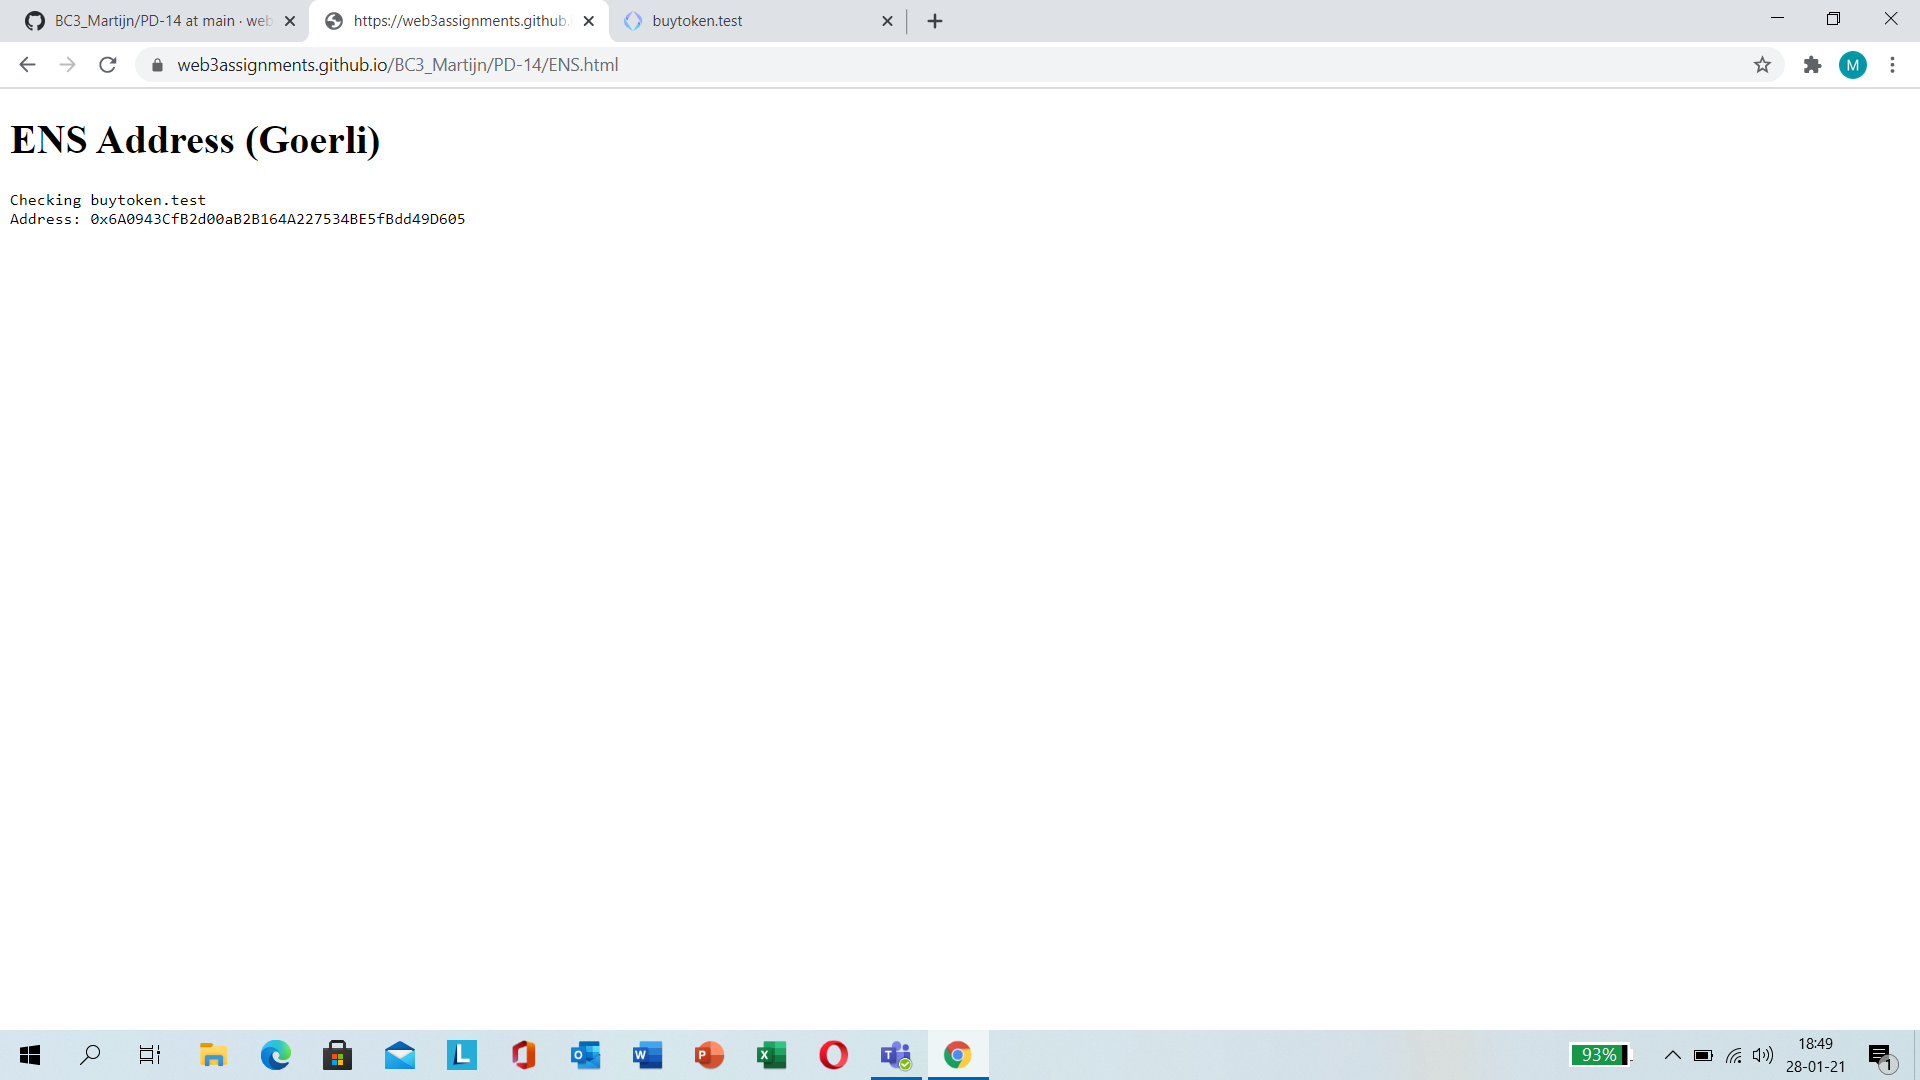 BC3_Martijn/PD-14 at main · web
https://web3assignments.github.
buytoken.test
web3assignments.github.io/BC3_Martijn/PD-14/ENS.html
M
ENS Address (Goerli)
Checking buytoken.test
Address: 0x6A0943CfB2d00aB2B164A227534BE5fBdd49D605
93%
18:49
28-01-21
1